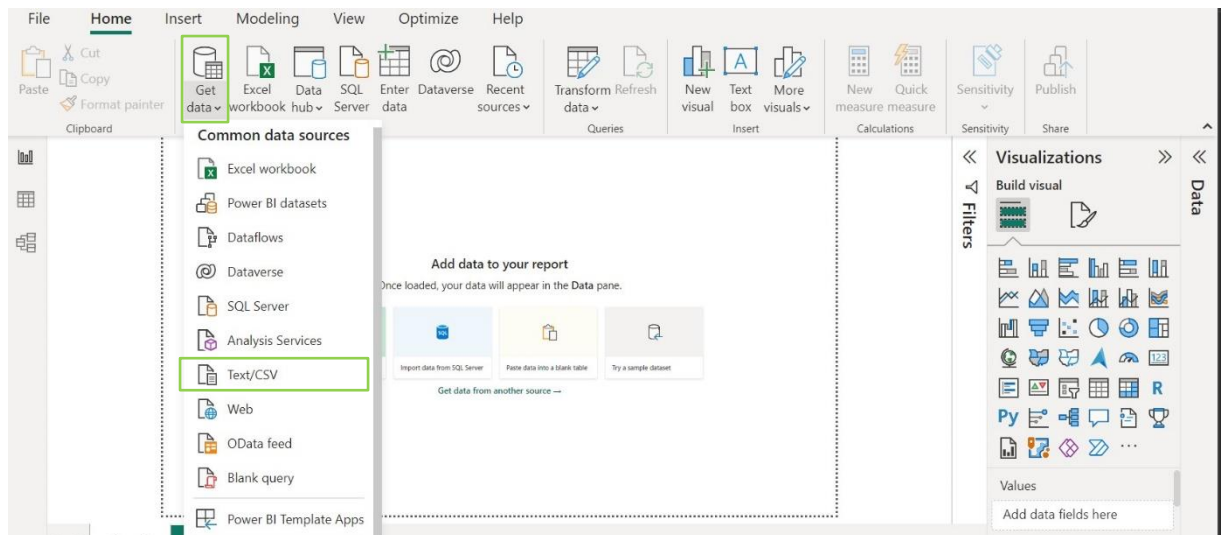 File Home Insert Modeling View Optimize Help
Paste
Cut
Copy
Format painter
Clipboard
Get data
Excel workbook
Data hub
SQL Server
Enter data
Dataverse
Recent sources
Transform data
Refresh
Queries
New visual
Text box
More visuals
Insert
New measure
Quick measure
Calculations
Sensitivity
Sensitivity
Publish
Share
Common data sources
Excel workbook
Power BI datasets
Dataflows
Dataverse
SQL Server
Analysis Services
Text/CSV
Web
OData feed
Blank query
Power BI Template Apps
Add data to your report
Once loaded, your data will appear in the Data pane.
SQL
Import data from SQL Server
Paste data into a blank table
Try a sample dataset
Get data from another source →
Filters
Visualizations
Build visual
123
R
Py
Values
Add data fields here
Data